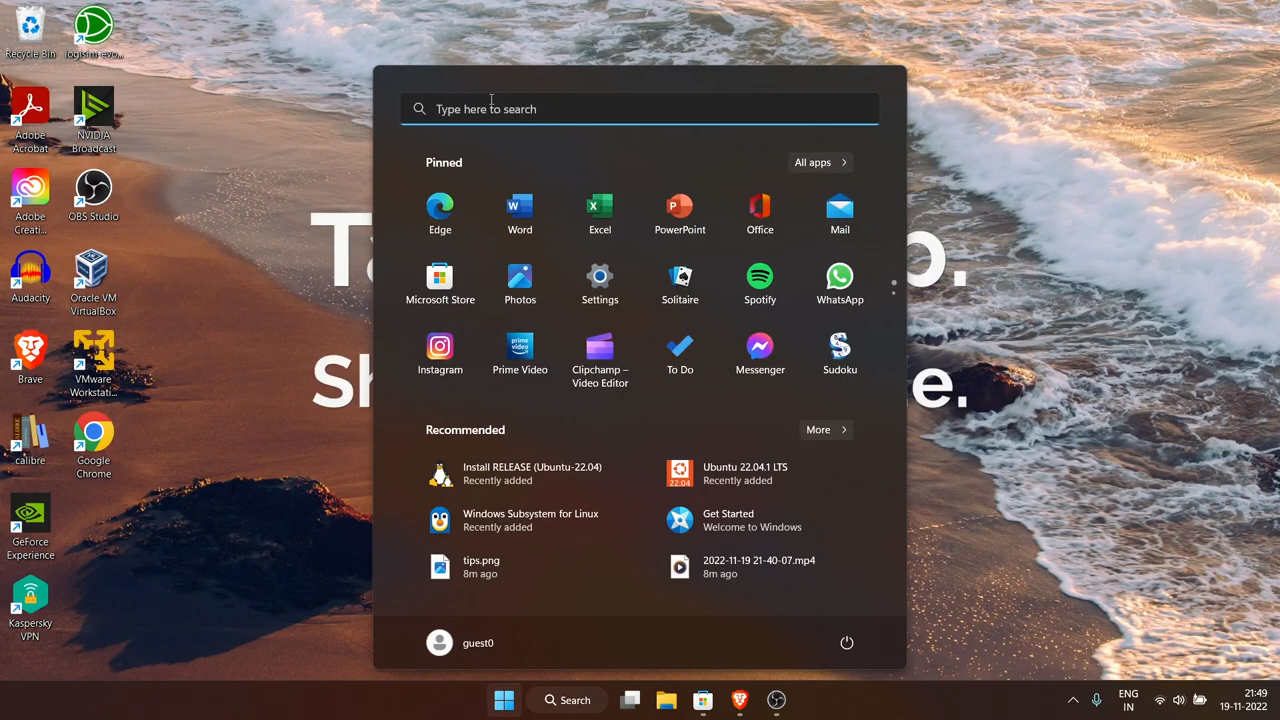 Recycle Bin
logisim-evo...
Adobe
Acrobat
NVIDIA
Broadcast
Adobe
Creati...
OBS Studio
Audacity
Oracle VM
VirtualBox
Brave
VMware
Workstati...
calibre
Google
Chrome
GeForce
Experience
Kaspersky
VPN
Type here to search
Pinned
All apps
Edge
Word
Excel
PowerPoint
Office
Mail
Microsoft Store
Photos
Settings
Solitaire
Spotify
WhatsApp
prime
video
Instagram
Prime Video
Clipchamp –
Video Editor
To Do
Messenger
Sudoku
Recommended
More
Install RELEASE (Ubuntu-22.04)
Recently added
22.04
Ubuntu 22.04.1 LTS
Recently added
Windows Subsystem for Linux
Recently added
Get Started
Welcome to Windows
tips.png
8m ago
2022-11-19 21-40-07.mp4
8m ago
guest0
Search
ENG
IN
21:49
19-11-2022